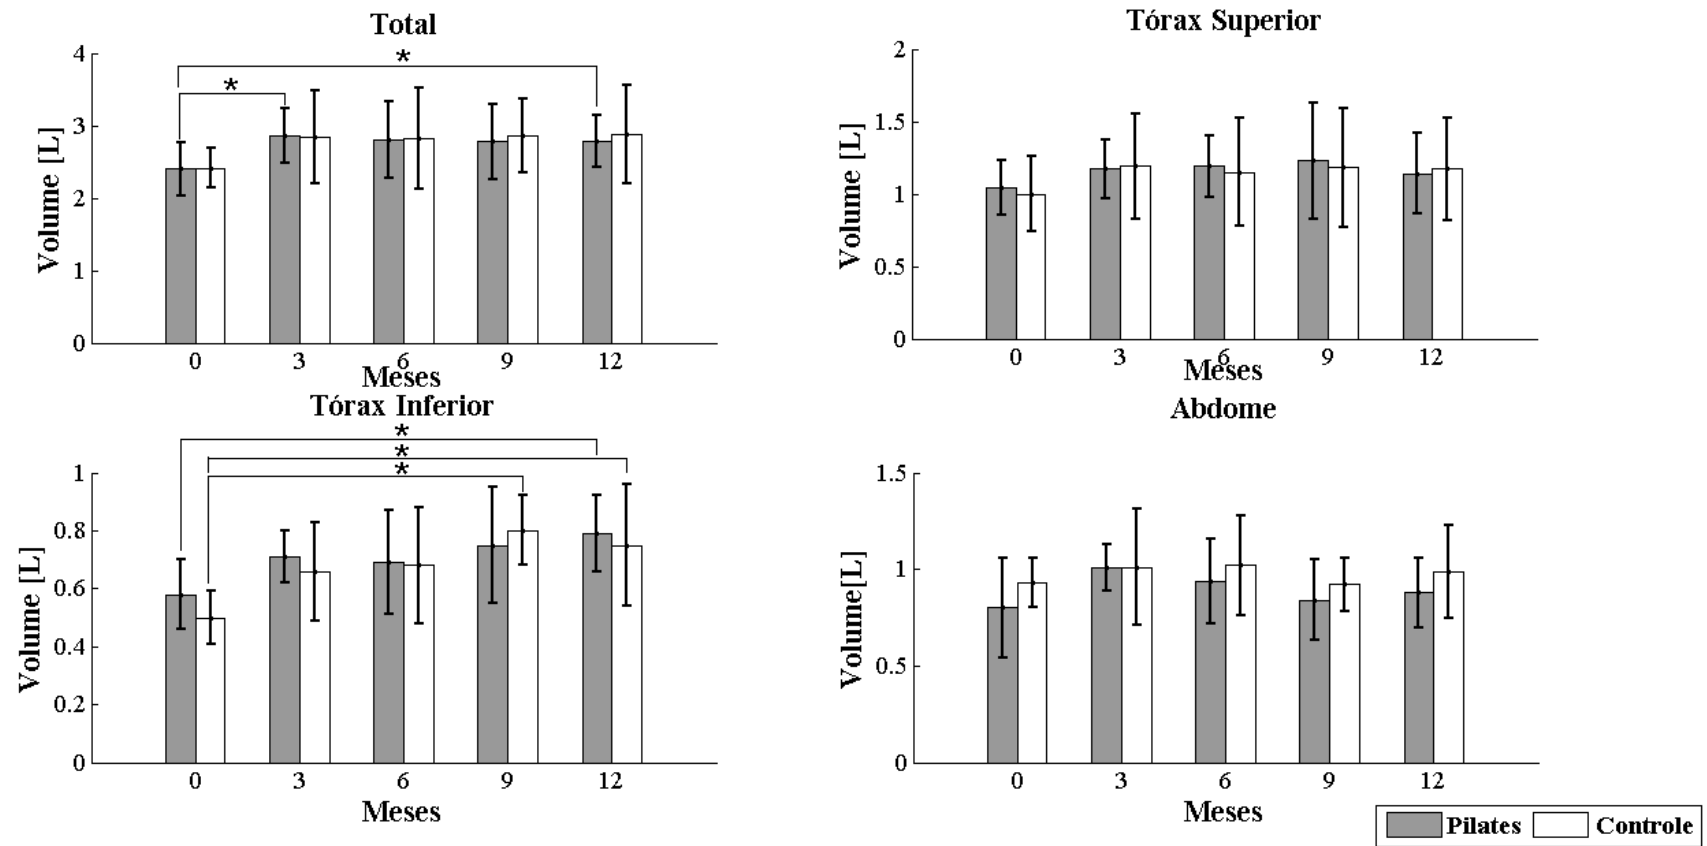 Total
*
*
Volume [L]
4
3
2
1
0
0 3 6 9 12
Meses
Tórax Superior
Volume [L]
2
1.5
1
0.5
0
0 3 6 9 12
Meses
Tórax Inferior
*
*
*
Volume [L]
1
0.8
0.6
0.4
0.2
0
0 3 6 9 12
Meses
Abdome
Volume[L]
1.5
1
0.5
0
0 3 6 9 12
Meses
Pilates Controle